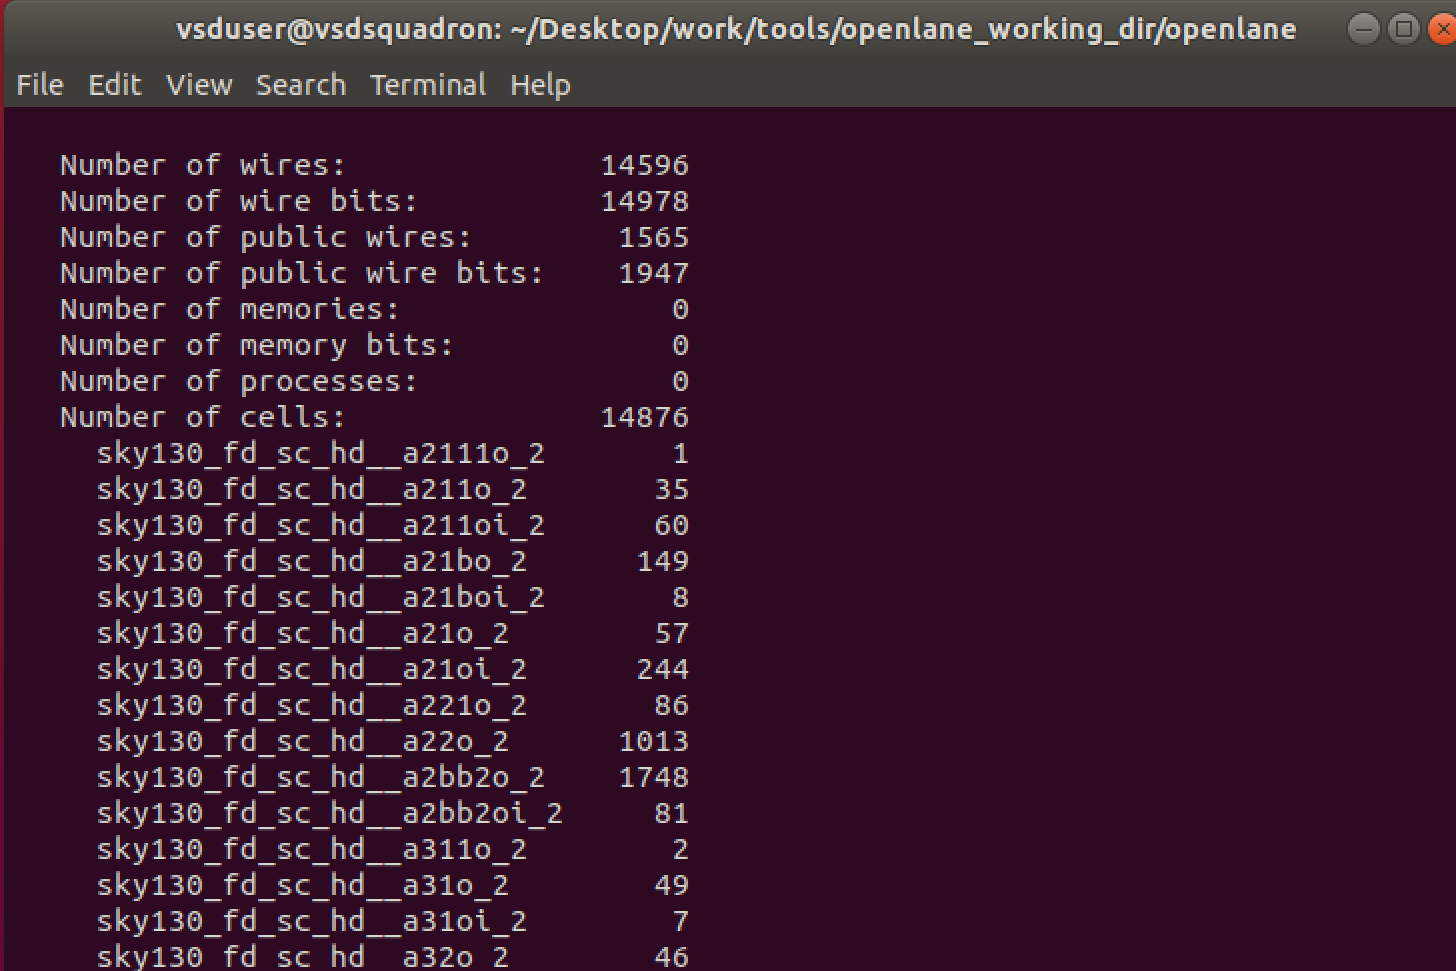 vsduser@vsdsquadron: ~/Desktop/work/tools/openlane_working_dir/openlane
File Edit View Search Terminal Help
Number of wires: 14596
Number of wire bits: 14978
Number of public wires: 1565
Number of public wire bits: 1947
Number of memories: 0
Number of memory bits: 0
Number of processes: 0
Number of cells: 14876
sky130_fd_sc_hd__a2111o_2 1
sky130_fd_sc_hd__a211o_2 35
sky130_fd_sc_hd__a211oi_2 60
sky130_fd_sc_hd__a21bo_2 149
sky130_fd_sc_hd__a21boi_2 8
sky130_fd_sc_hd__a21o_2 57
sky130_fd_sc_hd__a21oi_2 244
sky130_fd_sc_hd__a221o_2 86
sky130_fd_sc_hd__a22o_2 1013
sky130_fd_sc_hd__a2bb2o_2 1748
sky130_fd_sc_hd__a2bb2oi_2 81
sky130_fd_sc_hd__a311o_2 2
sky130_fd_sc_hd__a31o_2 49
sky130_fd_sc_hd__a31oi_2 7
sky130_fd_sc_hd__a32o_2 46